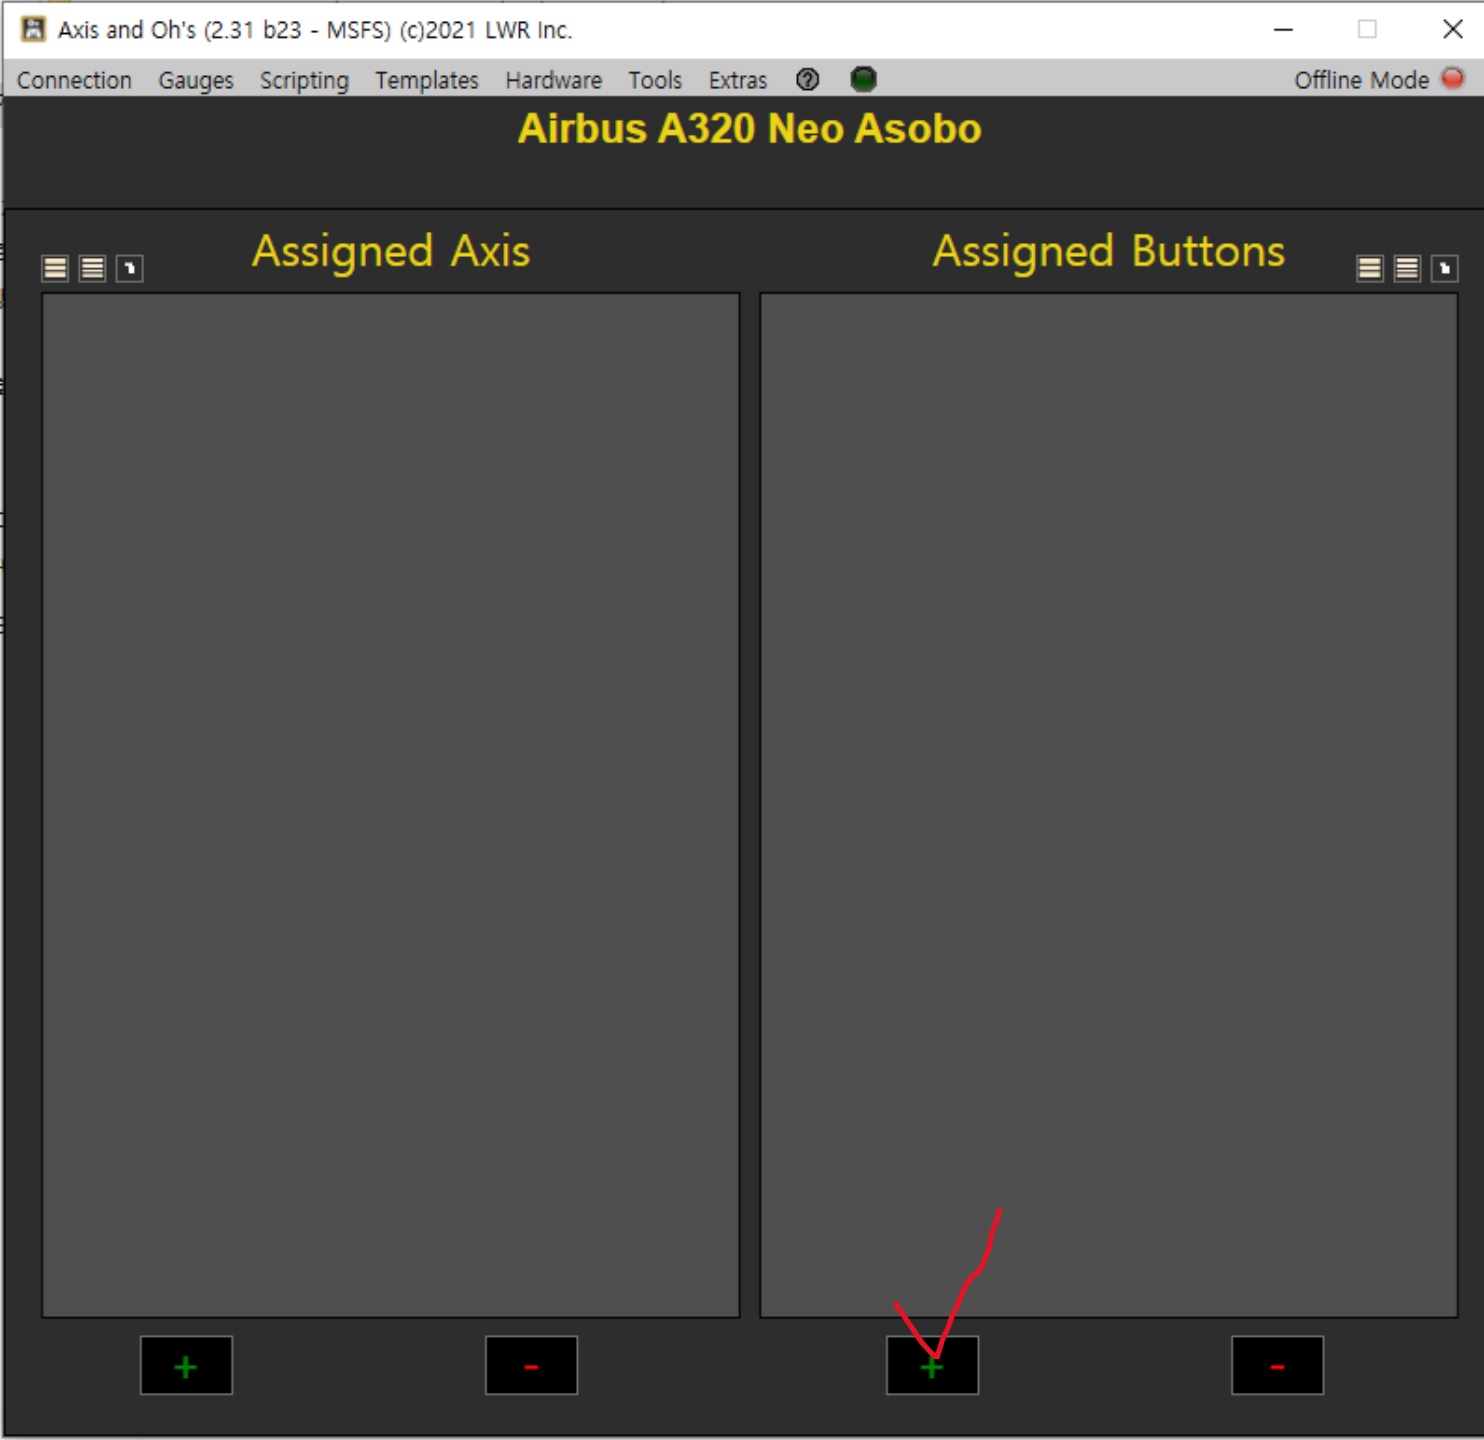 Axis and Oh's (2.31 b23 - MSFS) (c)2021 LWR Inc.
Connection Gauges Scripting Templates Hardware Tools Extras ? Offline Mode
Airbus A320 Neo Asobo
Assigned Axis
Assigned Buttons
+ - + -